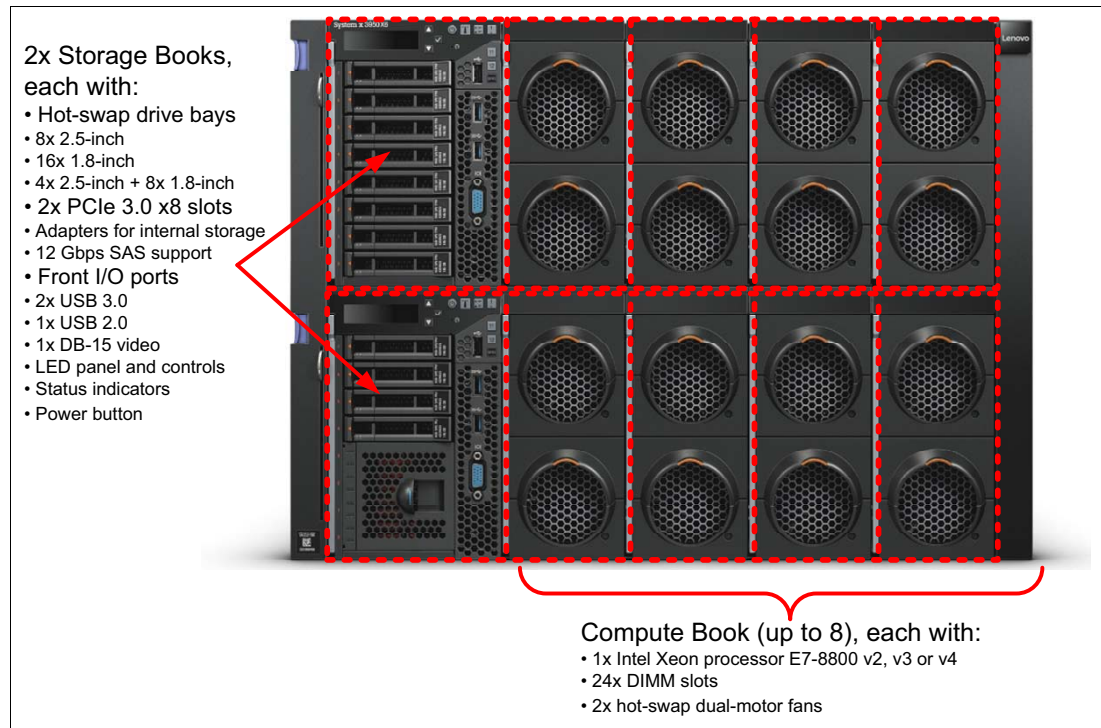 System x 3950 X6
Lenovo
2x Storage Books,
each with:
• Hot-swap drive bays
• 8x 2.5-inch
• 16x 1.8-inch
• 4x 2.5-inch + 8x 1.8-inch
• 2x PCIe 3.0 x8 slots
• Adapters for internal storage
• 12 Gbps SAS support
• Front I/O ports
• 2x USB 3.0
• 1x USB 2.0
• 1x DB-15 video
• LED panel and controls
• Status indicators
• Power button
Compute Book (up to 8), each with:
• 1x Intel Xeon processor E7-8800 v2, v3 or v4
• 24x DIMM slots
• 2x hot-swap dual-motor fans